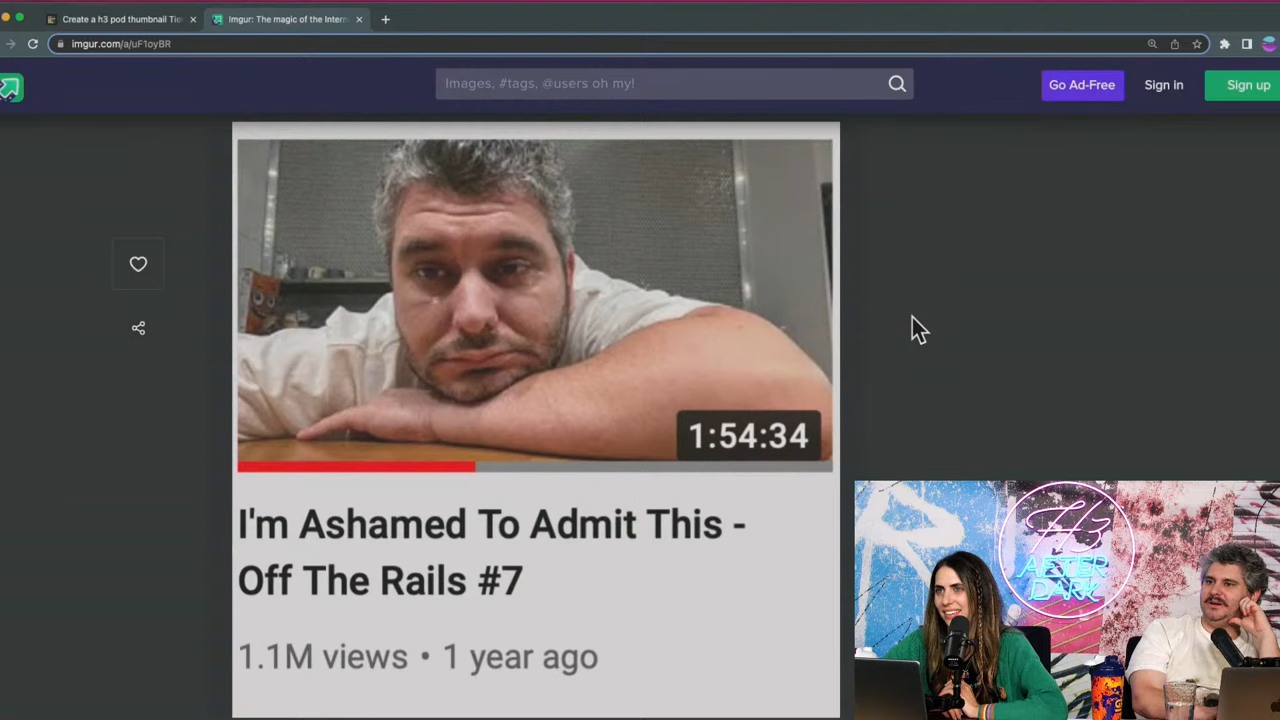 Create a h3 pod thumbnail Tie
Imgur: The magic of the Intern
imgur.com/a/uF1oyBR
Images, #tags, @users oh my!
Go Ad-Free
Sign in
Sign up
1:54:34
I'm Ashamed To Admit This -
Off The Rails #7
1.1M views • 1 year ago
H3
AFTER
DARK